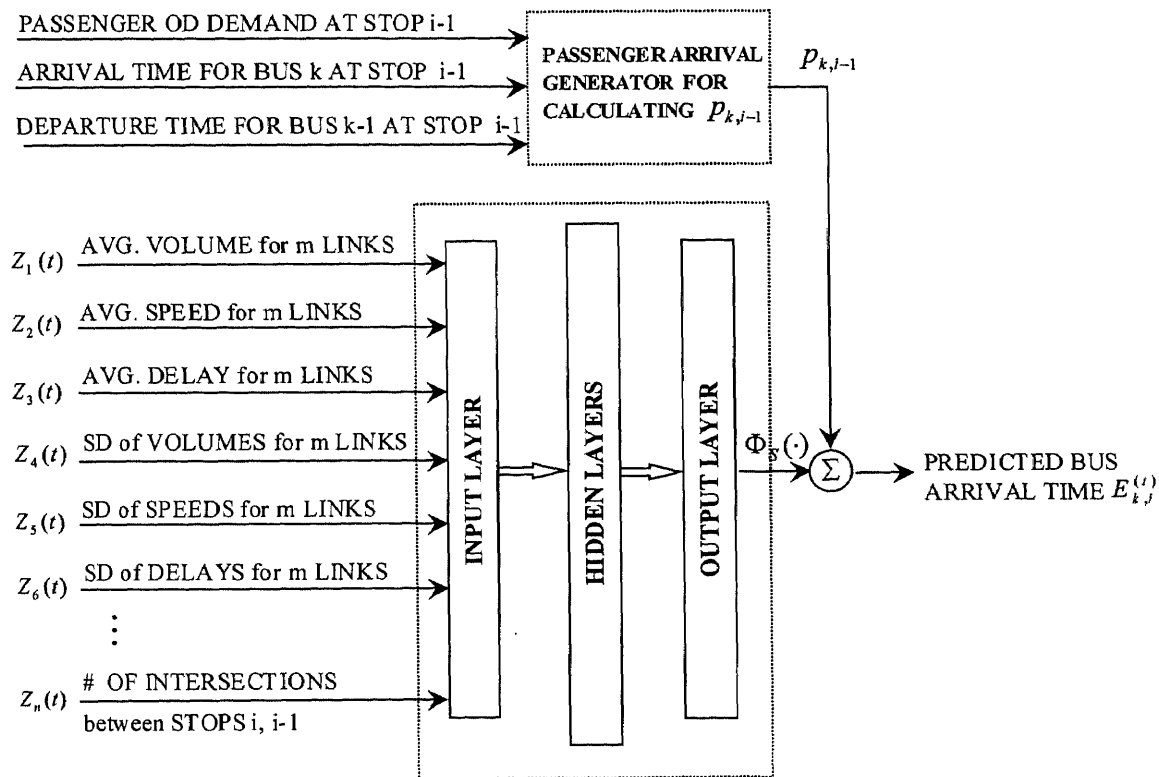 PASSENGER OD DEMAND AT STOP i-1
ARRIVAL TIME FOR BUS k AT STOP i-1
DEPARTURE TIME FOR BUS k-1 AT STOP i-1
PASSENGER ARRIVAL
GENERATOR FOR
CALCULATING p_{k,i-1}
p_{k,i-1}
Z_1(t) AVG. VOLUME for m LINKS
Z_2(t) AVG. SPEED for m LINKS
Z_3(t) AVG. DELAY for m LINKS
Z_4(t) SD of VOLUMES for m LINKS
Z_5(t) SD of SPEEDS for m LINKS
Z_6(t) SD of DELAYS for m LINKS
⋮
Z_n(t) # OF INTERSECTIONS
between STOPS i, i-1
INPUT LAYER
HIDDEN LAYERS
OUTPUT LAYER
Φ_S(·)
Σ
PREDICTED BUS
ARRIVAL TIME E_{k,i}^{(t)}